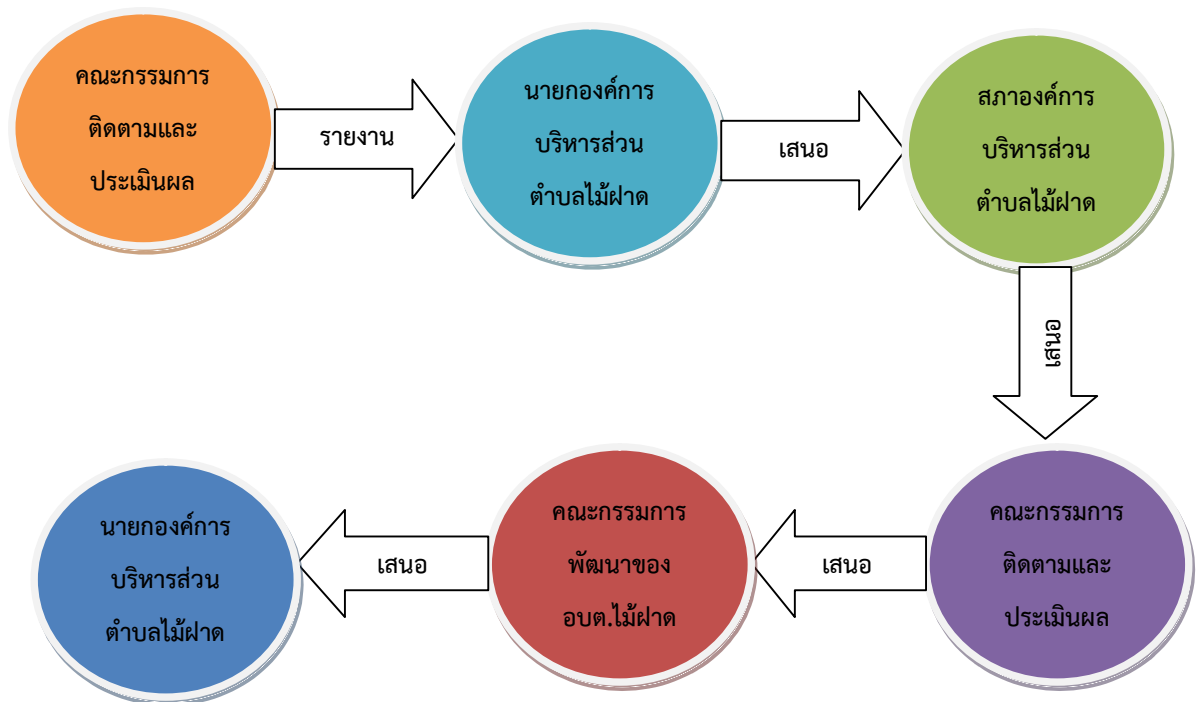 คณะกรรมการ
ติดตามและ
ประเมินผล
รายงาน
นายกองค์การ
บริหารส่วน
ตำบลไม้ฝาด
เสนอ
สภาองค์การ
บริหารส่วน
ตำบลไม้ฝาด
เสนอ
คณะกรรมการ
ติดตามและ
ประเมินผล
เสนอ
คณะกรรมการ
พัฒนาของ
อบต.ไม้ฝาด
เสนอ
นายกองค์การ
บริหารส่วน
ตำบลไม้ฝาด